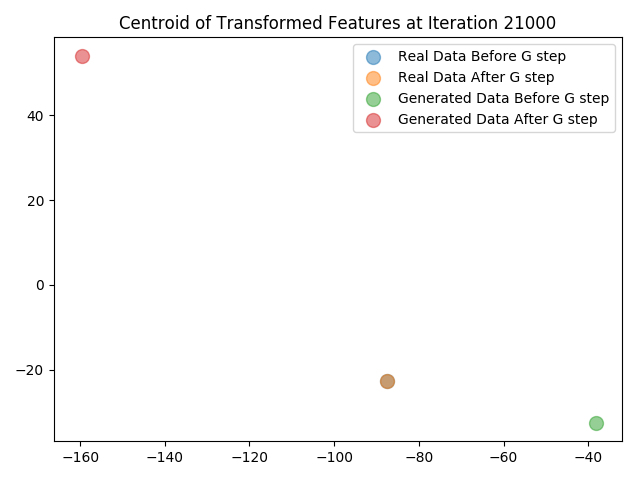 Centroid of Transformed Features at Iteration 21000
Real Data Before G step
Real Data After G step
Generated Data Before G step
Generated Data After G step
40
20
0
−20
−160
−140
−120
−100
−80
−60
−40